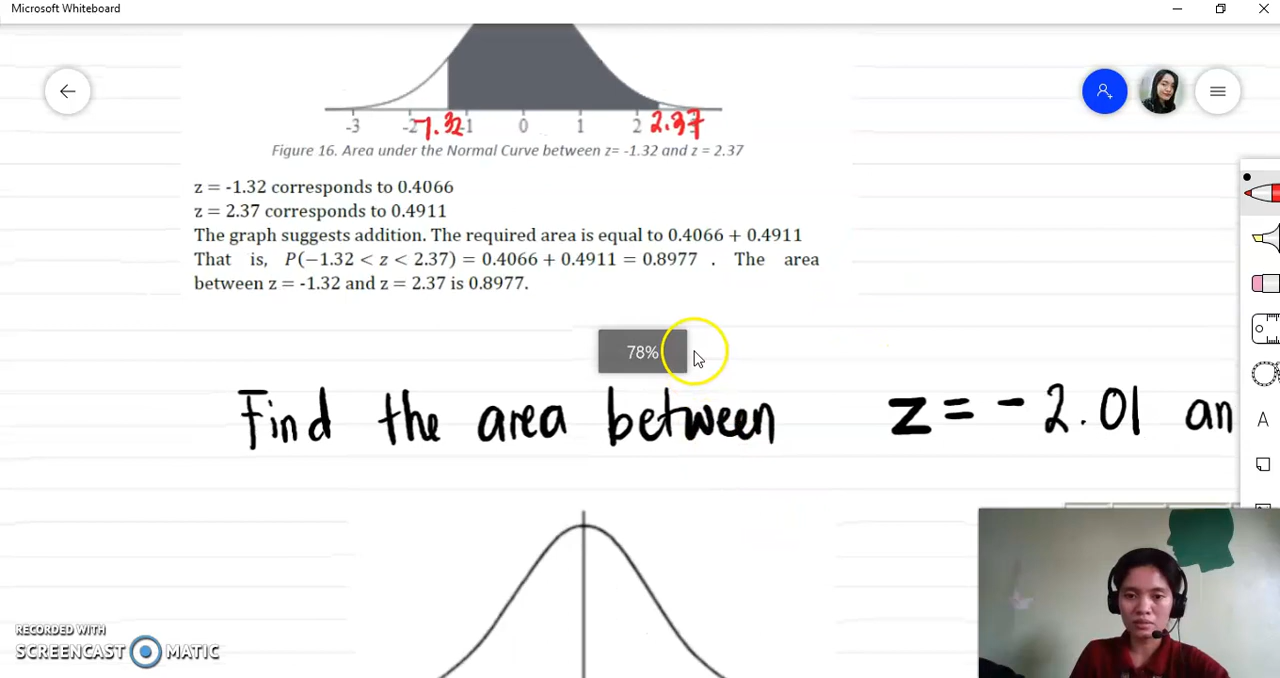 Microsoft Whiteboard
-3 -2 -1 0 1 2
-1.32 2.37
Figure 16. Area under the Normal Curve between z= -1.32 and z = 2.37
z = -1.32 corresponds to 0.4066
z = 2.37 corresponds to 0.4911
The graph suggests addition. The required area is equal to 0.4066 + 0.4911
That is, P(−1.32 < z < 2.37) = 0.4066 + 0.4911 = 0.8977 . The area
between z = -1.32 and z = 2.37 is 0.8977.
78%
Find the area between z = - 2.01 an
A
RECORDED WITH
SCREENCAST MATIC